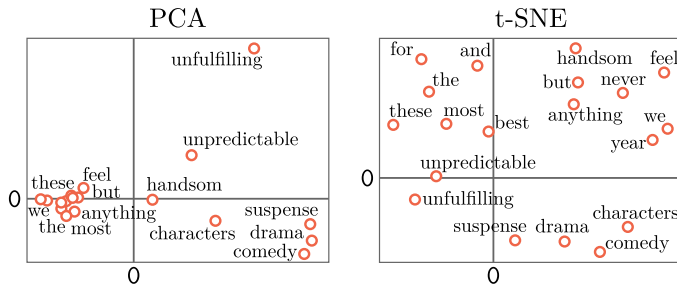 PCA
unfulfilling
unpredictable
these
feel
but
handsom
0
we
anything
the
most
characters
suspense
drama
comedy
0
t-SNE
for
and
handsom
feel
the
but
never
these
most
best
anything
we
year
unpredictable
0
unfulfilling
suspense
drama
characters
comedy
0